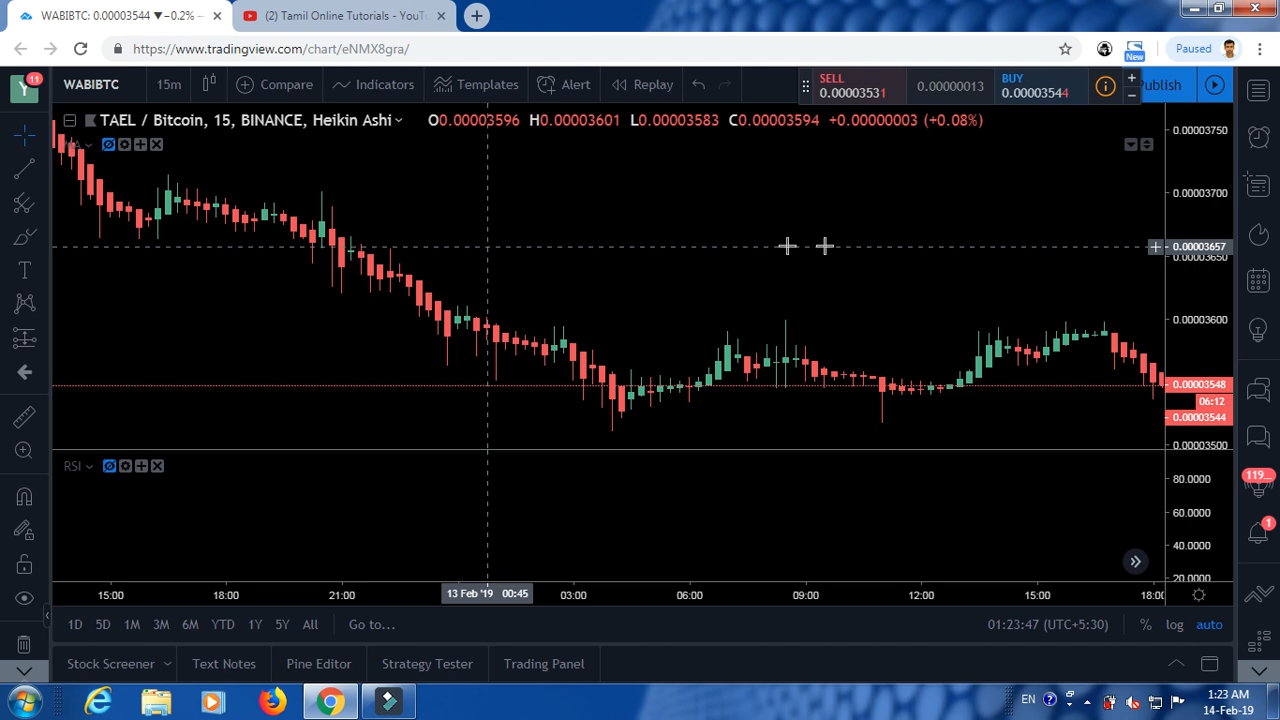 WABIBTC: 0.00003544 ▼−0.2% −
(2) Tamil Online Tutorials - YouT
https://www.tradingview.com/chart/eNMX8gra/
New
Paused
Y 11
WABIBTC 15m Compare Indicators Templates Alert Replay
SELL
0.00003531
0.00000013
BUY
0.00003544
ublish
TAEL / Bitcoin, 15, BINANCE, Heikin Ashi O0.00003596 H0.00003601 L0.00003583 C0.00003594 +0.00000003 (+0.08%)
0.00003750
0.00003700
0.00003657
0.00003650
0.00003600
0.00003548
06:12
0.00003544
0.00003500
RSI
80.0000
60.0000
40.0000
20.0000
119...
1
15:00 18:00 21:00 13 Feb '19 00:45 03:00 06:00 09:00 12:00 15:00 18:00
1D 5D 1M 3M 6M YTD 1Y 5Y All Go to... 01:23:47 (UTC+5:30) % log auto
Stock Screener Text Notes Pine Editor Strategy Tester Trading Panel
EN
1:23 AM
14-Feb-19